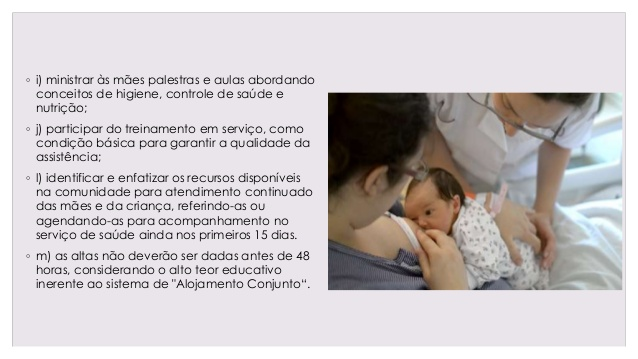 ◦ i) ministrar às mães palestras e aulas abordando
conceitos de higiene, controle de saúde e
nutrição;
◦ j) participar do treinamento em serviço, como
condição básica para garantir a qualidade da
assistência;
◦ l) identificar e enfatizar os recursos disponíveis
na comunidade para atendimento continuado
das mães e da criança, referindo-as ou
agendando-as para acompanhamento no
serviço de saúde ainda nos primeiros 15 dias.
◦ m) as altas não deverão ser dadas antes de 48
horas, considerando o alto teor educativo
inerente ao sistema de "Alojamento Conjunto“.